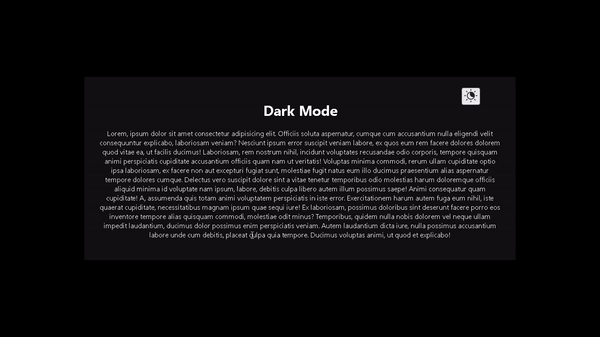 Dark Mode
Lorem, ipsum dolor sit amet consectetur adipisicing elit. Officiis soluta aspernatur, cumque cum accusantium nulla eligendi velit
consequuntur explicabo, laboriosam veniam? Nesciunt ipsum error suscipit veniam labore, ex quos eum rem facere dolores dolorem
quod vitae ea, ut facilis ducimus! Laboriosam, rem nostrum nihil, incidunt voluptates recusandae odio corporis, tempore quisquam
animi perspiciatis cupiditate accusantium officiis quam nam ut veritatis! Voluptas minima commodi, rerum ullam cupiditate optio
ipsa laboriosam, ex facere non aut excepturi fugiat sunt, molestiae fugit natus eum illo ducimus praesentium alias aspernatur
tempore dolores cumque. Delectus vero suscipit dolore sint a vitae tenetur temporibus odio molestias harum doloremque officiis
aliquid minima id voluptate nam ipsum, labore, debitis culpa libero autem illum possimus saepe! Animi consequatur quam
cupiditate! A, assumenda quis totam animi voluptatem perspiciatis in iste error. Exercitationem harum autem fuga eum nihil, iste
quaerat cupiditate, necessitatibus magnam ipsum quae sequi iure! Ex laboriosam, possimus doloribus sint deserunt facere porro eos
inventore tempore alias quisquam commodi, molestiae odit minus? Temporibus, quidem nulla nobis dolorem vel neque ullam
impedit laudantium, ducimus dolor possimus enim perspiciatis veniam. Autem laudantium dicta iure, nulla possimus accusantium
labore unde cum debitis, placeat culpa quia tempore. Ducimus voluptas animi, ut quod et explicabo!